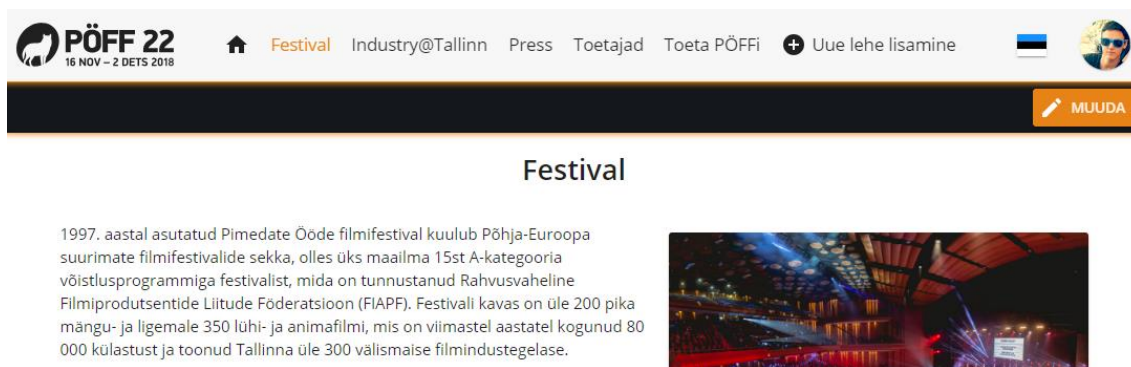 PÖFF 22
16 NOV – 2 DETS 2018
Festival Industry@Tallinn Press Toetajad Toeta PÖFFi Uue lehe lisamine
MUUDA
Festival
1997. aastal asutatud Pimedate Ööde filmifestival kuulub Põhja-Euroopa
suurimate filmifestivalide sekka, olles üks maailma 15st A-kategooria
võistlusprogrammiga festivalist, mida on tunnustanud Rahvusvaheline
Filmiprodutsentide Liitude Föderatsioon (FIAPF). Festivali kavas on üle 200 pika
mängu- ja ligemale 350 lühi- ja animafilmi, mis on viimastel aastatel kogunud 80
000 külastust ja toonud Tallinna üle 300 välismaise filmindustegelase.